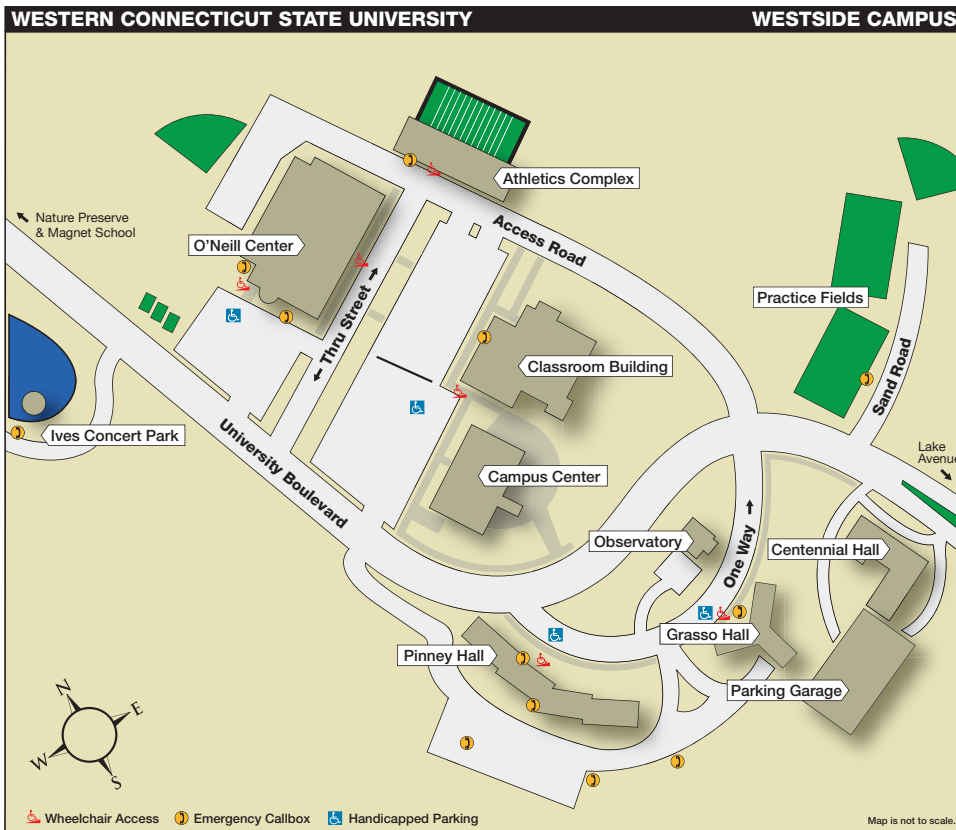 WESTERN CONNECTICUT STATE UNIVERSITY
WESTSIDE CAMPUS
Athletics Complex
Nature Preserve
& Magnet School
O'Neill Center
Access Road
Practice Fields
Thru Street
Classroom Building
Sand Road
Ives Concert Park
University Boulevard
Campus Center
Lake
Avenue
Observatory
One Way
Centennial Hall
Grasso Hall
Pinney Hall
Parking Garage
N
E
W
S
Wheelchair Access
Emergency Callbox
Handicapped Parking
Map is not to scale.